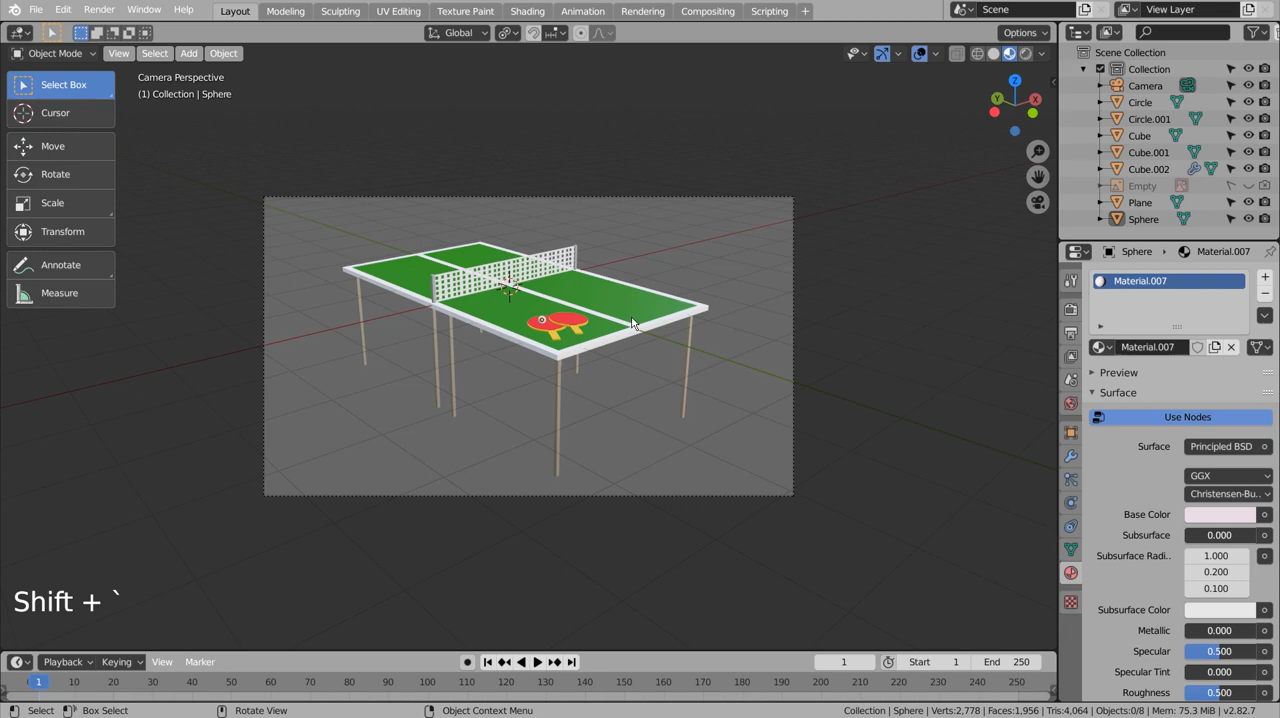 File Edit Render Window Help Layout Modeling Sculpting UV Editing Texture Paint Shading Animation Rendering Compositing Scripting + Scene View Layer
Global Options
Object Mode View Select Add Object
Select Box
Cursor
Move
Rotate
Scale
Transform
Annotate
Measure
Camera Perspective
(1) Collection | Sphere
Z
Y
X
Shift + `
Scene Collection
Collection
Camera
Circle
Circle.001
Cube
Cube.001
Cube.002
Empty
Plane
Sphere
Sphere Material.007
Material.007
Material.007
Preview
Surface
Use Nodes
Surface Principled BSD
GGX
Christensen-Bu..
Base Color
Subsurface 0.000
Subsurface Radi.. 1.000
0.200
0.100
Subsurface Color
Metallic 0.000
Specular 0.500
Specular Tint 0.000
Roughness 0.500
Playback Keying View Marker 1 Start 1 End 250
1 10 20 30 40 50 60 70 80 90 100 110 120 130 140 150 160 170 180 190 200 210 220 230 240 250
Select Box Select Rotate View Object Context Menu Collection | Sphere | Verts:2,778 | Faces:1,956 | Tris:4,064 | Objects:0/8 | Mem: 75.3 MiB | v2.82.7